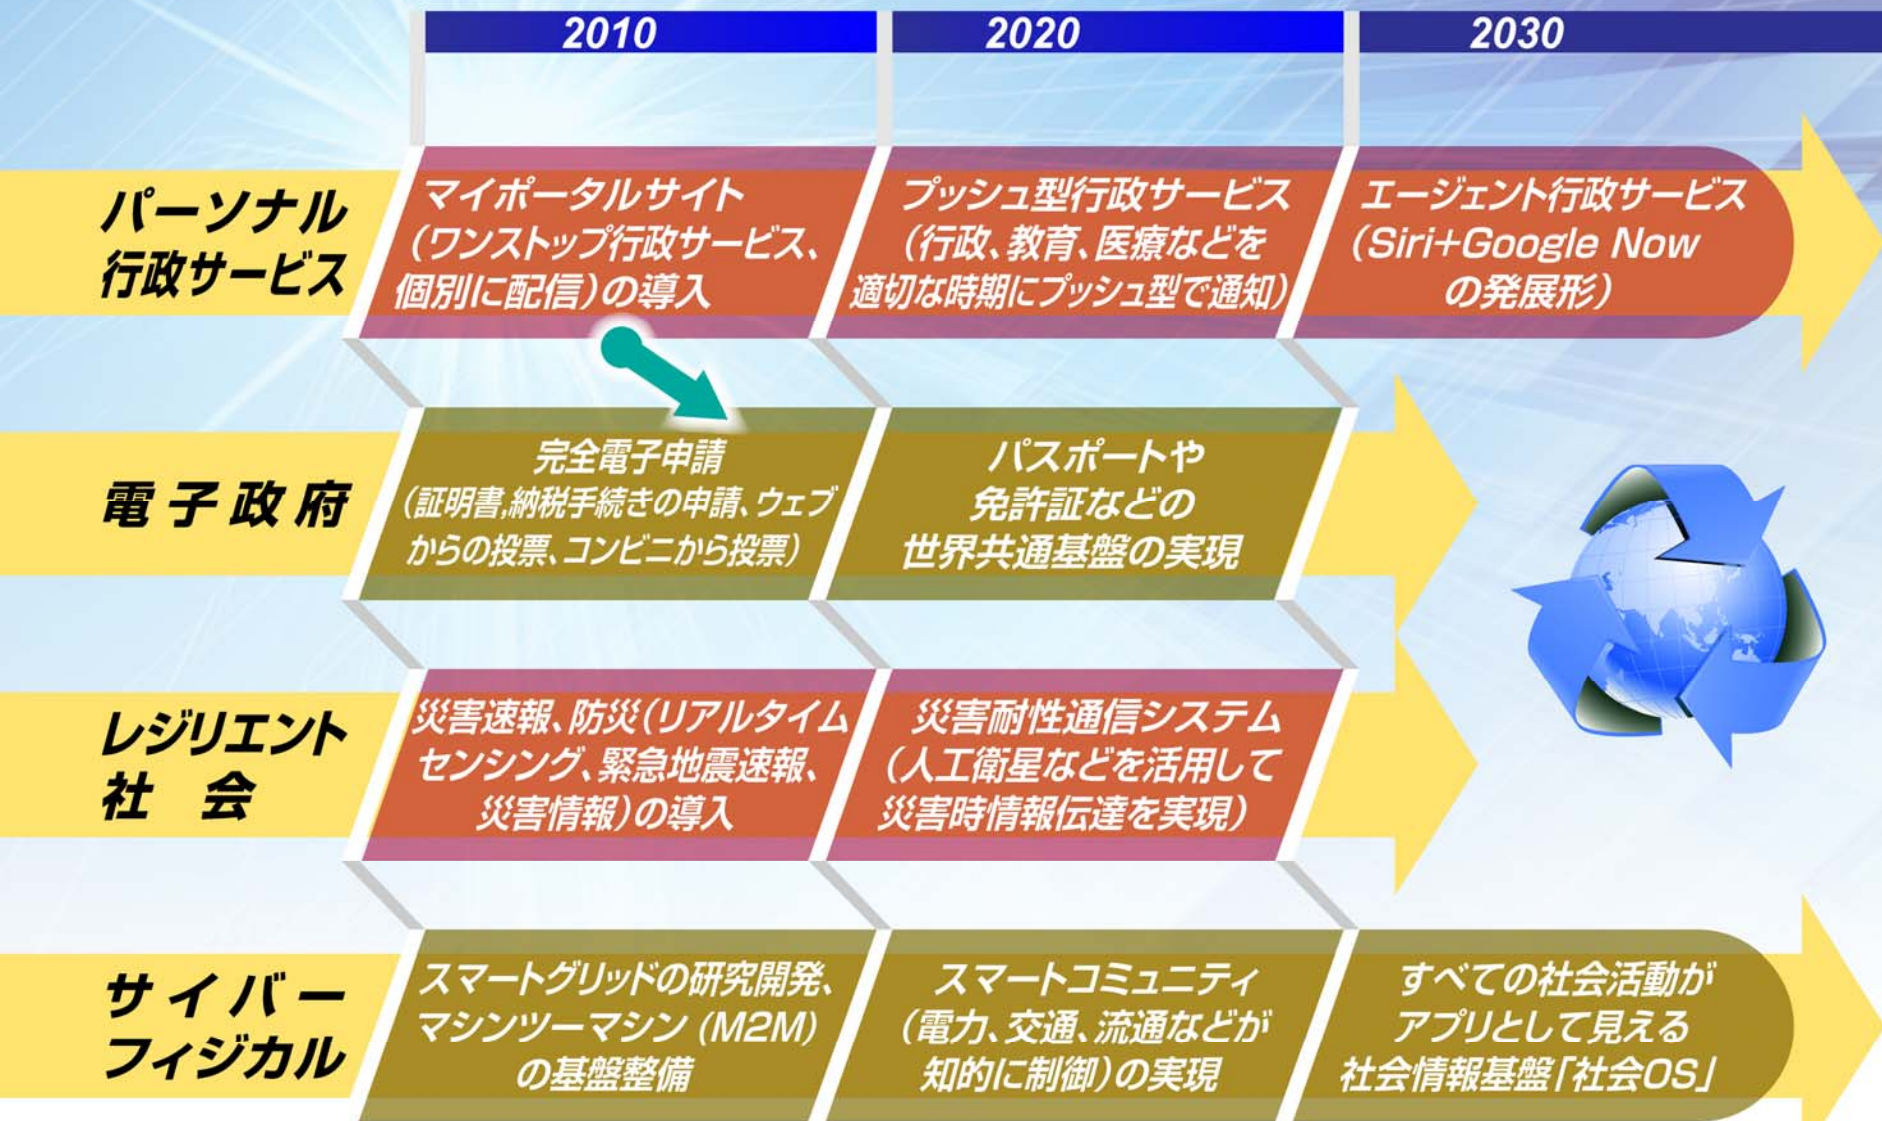 2010
2020
2030
パーソナル
行政サービス
マイポータルサイト
(ワンストップ行政サービス、
個別に配信)の導入
プッシュ型行政サービス
(行政、教育、医療などを
適切な時期にプッシュ型で通知)
エージェント行政サービス
(Siri+Google Now
の発展形)
電子政府
完全電子申請
(証明書,納税手続きの申請、ウェブ
からの投票、コンビニから投票)
パスポートや
免許証などの
世界共通基盤の実現
レジリエント
社 会
災害速報、防災(リアルタイム
センシング、緊急地震速報、
災害情報)の導入
災害耐性通信システム
(人工衛星などを活用して
災害時情報伝達を実現)
サイバー
フィジカル
スマートグリッドの研究開発、
マシンツーマシン (M2M)
の基盤整備
スマートコミュニティ
(電力、交通、流通などが
知的に制御)の実現
すべての社会活動が
アプリとして見える
社会情報基盤「社会OS」